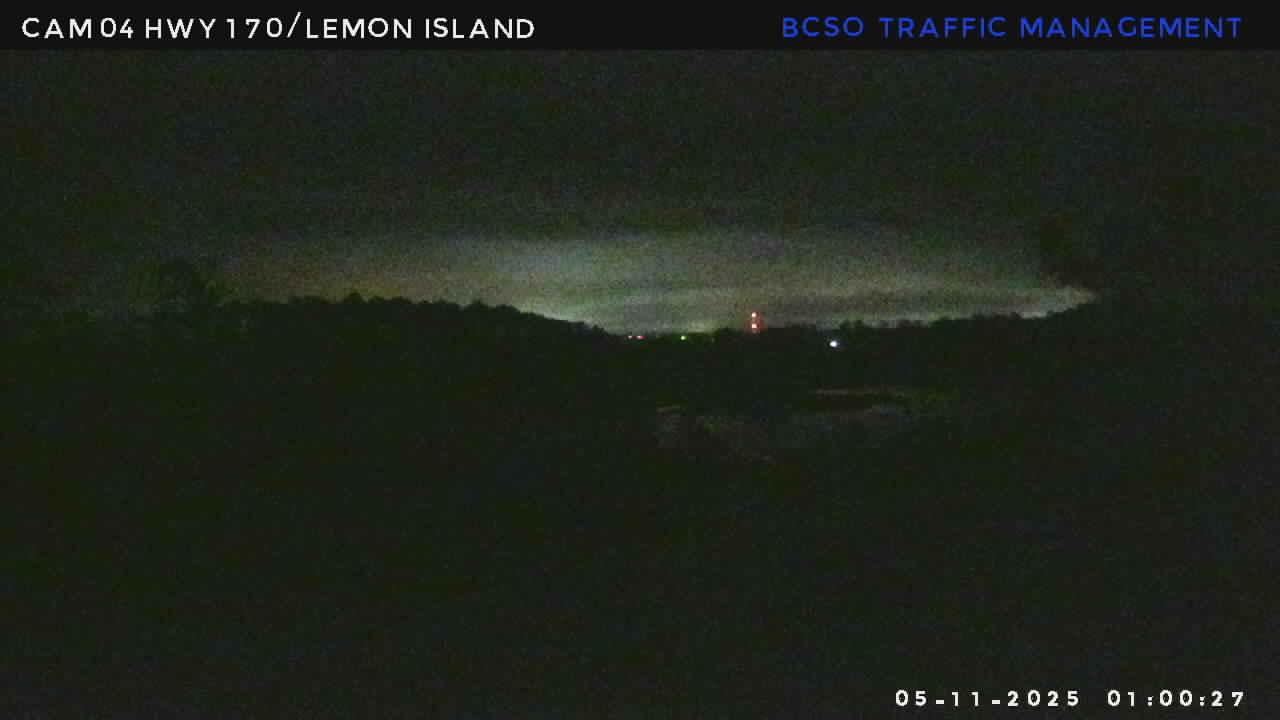 CAM04 HWY 170/LEMON ISLAND
BCSO TRAFFIC MANAGEMENT
05-11-2025 01:00:27